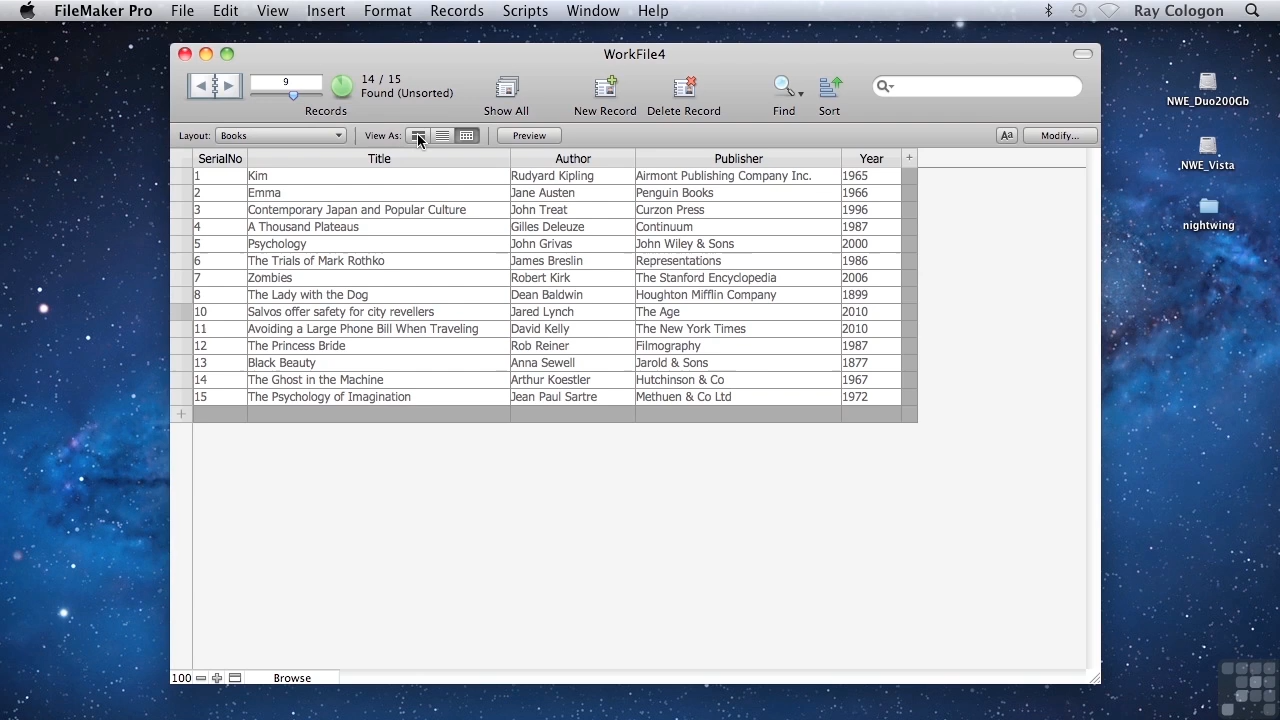 FileMaker Pro File Edit View Insert Format Records Scripts Window Help Ray Cologon
WorkFile4
9 14 / 15
Found (Unsorted)
Records Show All New Record Delete Record Find Sort
Layout: Books View As: Preview Aa Modify...
SerialNo Title Author Publisher Year +
1 Kim Rudyard Kipling Airmont Publishing Company Inc. 1965
2 Emma Jane Austen Penguin Books 1966
3 Contemporary Japan and Popular Culture John Treat Curzon Press 1996
4 A Thousand Plateaus Gilles Deleuze Continuum 1987
5 Psychology John Grivas John Wiley & Sons 2000
6 The Trials of Mark Rothko James Breslin Representations 1986
7 Zombies Robert Kirk The Stanford Encyclopedia 2006
8 The Lady with the Dog Dean Baldwin Houghton Mifflin Company 1899
10 Salvos offer safety for city revellers Jared Lynch The Age 2010
11 Avoiding a Large Phone Bill When Traveling David Kelly The New York Times 2010
12 The Princess Bride Rob Reiner Filmography 1987
13 Black Beauty Anna Sewell Jarold & Sons 1877
14 The Ghost in the Machine Arthur Koestler Hutchinson & Co 1967
15 The Psychology of Imagination Jean Paul Sartre Methuen & Co Ltd 1972
+
100 Browse
NWE_Duo200Gb
.NWE_Vista
nightwing